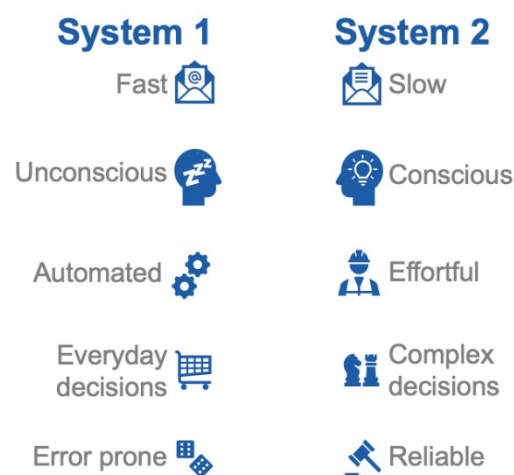 System 1 System 2
Fast Slow
Unconscious Conscious
Automated Effortful
Everyday decisions Complex decisions
Error prone Reliable